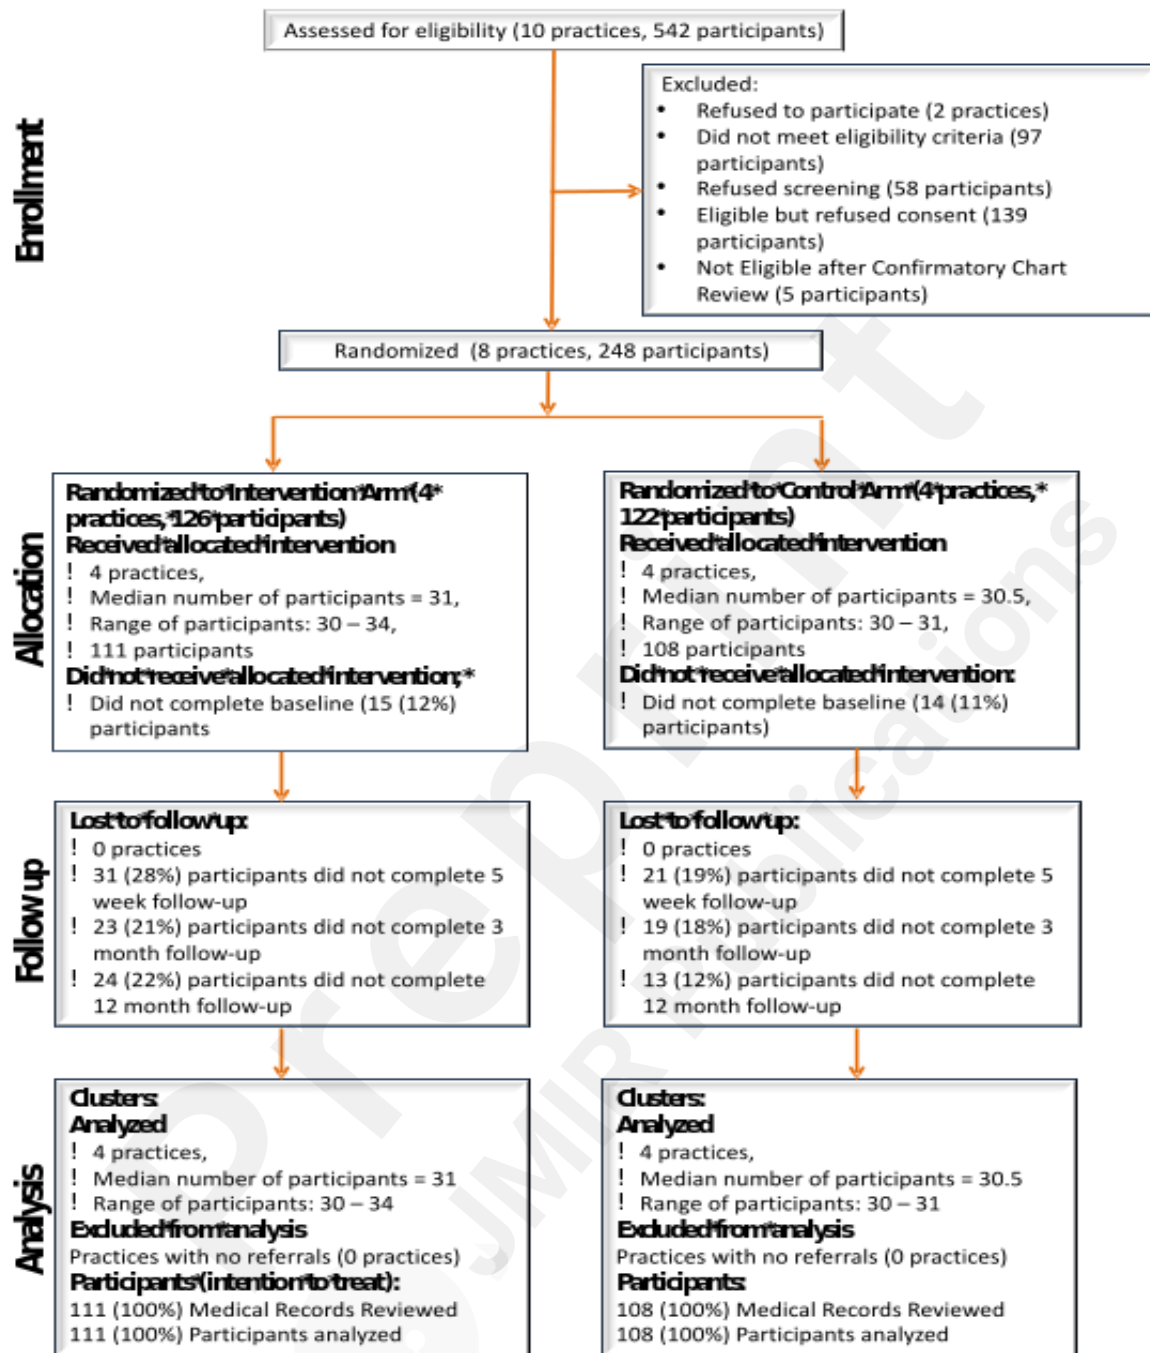 Assessed for eligibility (10 practices, 542 participants)
Enrollment
Excluded:
• Refused to participate (2 practices)
• Did not meet eligibility criteria (97
participants)
• Refused screening (58 participants)
• Eligible but refused consent (139
participants)
• Not Eligible after Confirmatory Chart
Review (5 participants)
Randomized (8 practices, 248 participants)
Allocation
Randomized*to*Intervention*Arm*(4*
practices,*126*participants)
Received*allocated*intervention
! 4 practices,
! Median number of participants = 31,
! Range of participants: 30 – 34,
! 111 participants
Did*not*receive*allocated*intervention;*
! Did not complete baseline (15 (12%)
participants
Randomized*to*Control*Arm*(4*practices,*
122*participants)
Received*allocated*intervention
! 4 practices,
! Median number of participants = 30.5,
! Range of participants: 30 – 31,
! 108 participants
Did*not*receive*allocated*intervention:
! Did not complete baseline (14 (11%)
participants)
Follow up
Lost*to*follow*up:
! 0 practices
! 31 (28%) participants did not complete 5
week follow-up
! 23 (21%) participants did not complete 3
month follow-up
! 24 (22%) participants did not complete
12 month follow-up
Lost*to*follow*up:
! 0 practices
! 21 (19%) participants did not complete 5
week follow-up
! 19 (18%) participants did not complete 3
month follow-up
! 13 (12%) participants did not complete
12 month follow-up
Analysis
Clusters:
Analyzed
! 4 practices,
! Median number of participants = 31
! Range of participants: 30 – 34
Excluded*from*analysis
Practices with no referrals (0 practices)
Participants*(intention*to*treat):
111 (100%) Medical Records Reviewed
111 (100%) Participants analyzed
Clusters:
Analyzed
! 4 practices,
! Median number of participants = 30.5
! Range of participants: 30 – 31
Excluded*from*analysis
Practices with no referrals (0 practices)
Participants:
108 (100%) Medical Records Reviewed
108 (100%) Participants analyzed
Preprint
JMIR Publications